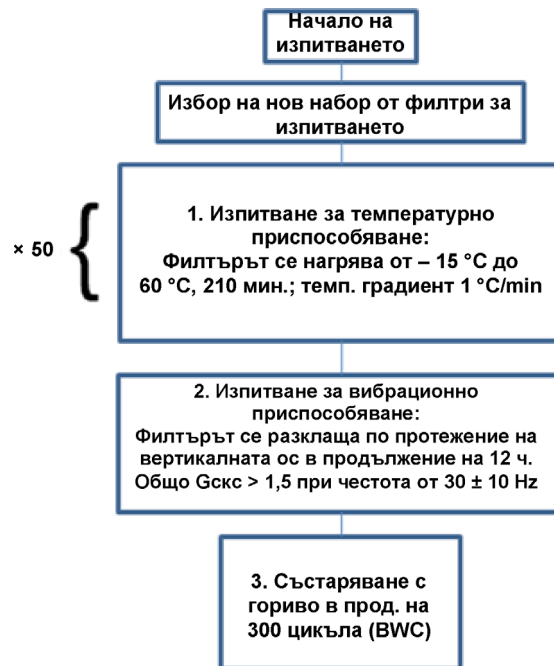 Начало на
изпитването
Избор на нов набор от филтри за
изпитването
× 50
1. Изпитване за температурно
приспособяване:
Филтърът се нагрява от – 15 °C до
60 °C, 210 мин.; темп. градиент 1 °C/min
2. Изпитване за вибрационно
приспособяване:
Филтърът се разклаща по протежение на
вертикалната ос в продължение на 12 ч.
Общо Gскс > 1,5 при честота от 30 ± 10 Hz
3. Състаряване с
гориво в прод. на
300 цикъла (BWC)